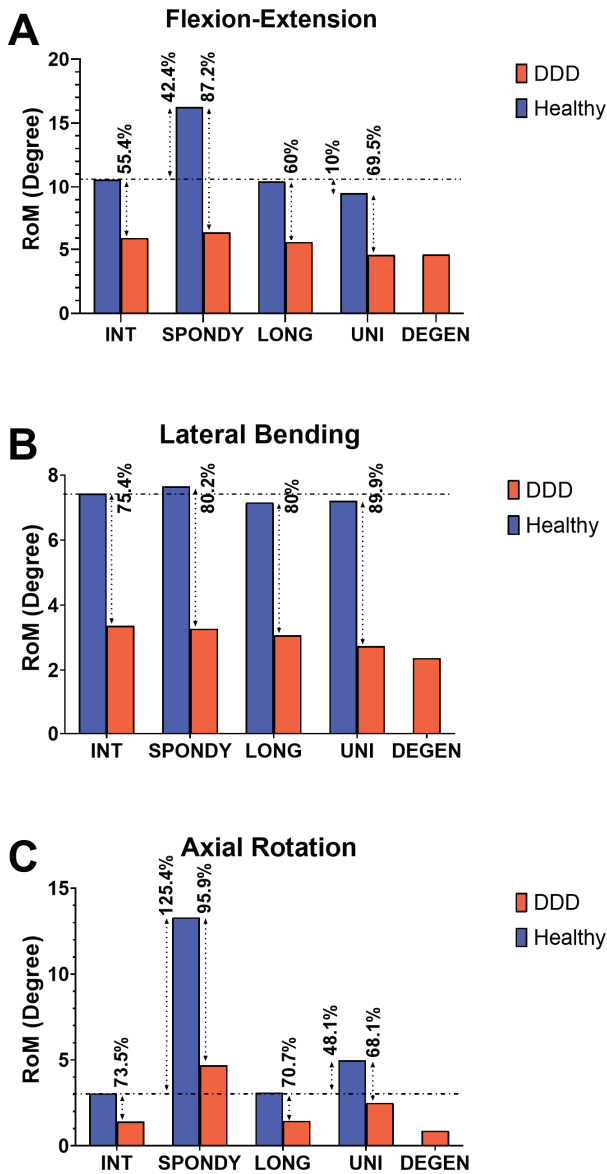 A
Flexion-Extension
RoM (Degree)
20
15
10
5
0
55.4%
42.4%
87.2%
60%
10%
69.5%
INT
SPONDY
LONG
UNI
DEGEN
DDD
Healthy
B
Lateral Bending
RoM (Degree)
8
6
4
2
0
75.4%
80.2%
80%
89.9%
INT
SPONDY
LONG
UNI
DEGEN
DDD
Healthy
C
Axial Rotation
RoM (Degree)
15
10
5
0
73.5%
125.4%
95.9%
70.7%
48.1%
68.1%
INT
SPONDY
LONG
UNI
DEGEN
DDD
Healthy